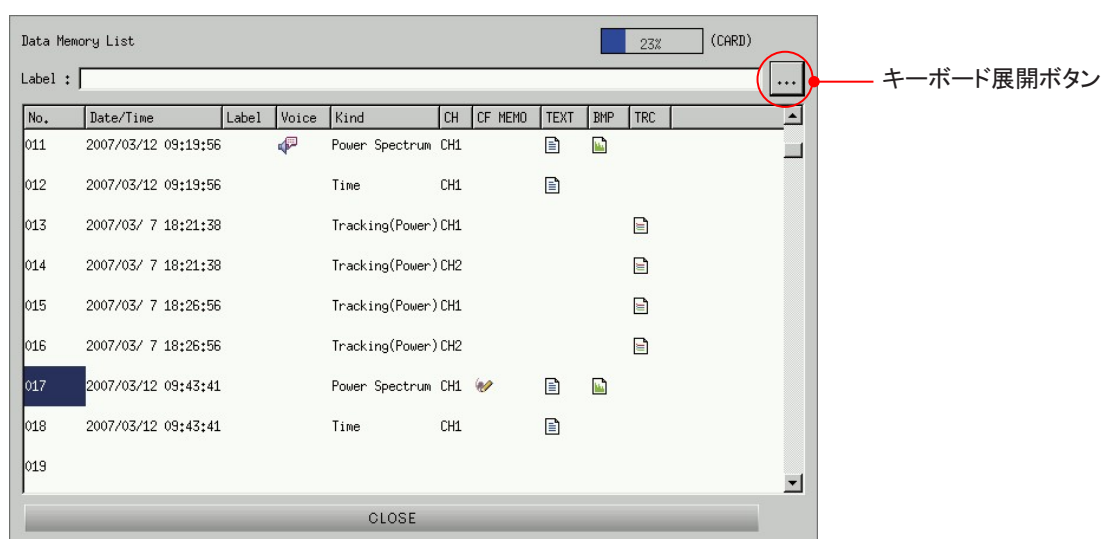 Data Memory List 23% (CARD)
Label : ... キーボード展開ボタン
No. Date/Time Label Voice Kind CH CF MEMO TEXT BMP TRC
011 2007/03/12 09:19:56 Power Spectrum CH1
012 2007/03/12 09:19:56 Time CH1
013 2007/03/ 7 18:21:38 Tracking(Power) CH1
014 2007/03/ 7 18:21:38 Tracking(Power) CH2
015 2007/03/ 7 18:26:56 Tracking(Power) CH1
016 2007/03/ 7 18:26:56 Tracking(Power) CH2
017 2007/03/12 09:43:41 Power Spectrum CH1
018 2007/03/12 09:43:41 Time CH1
019
CLOSE